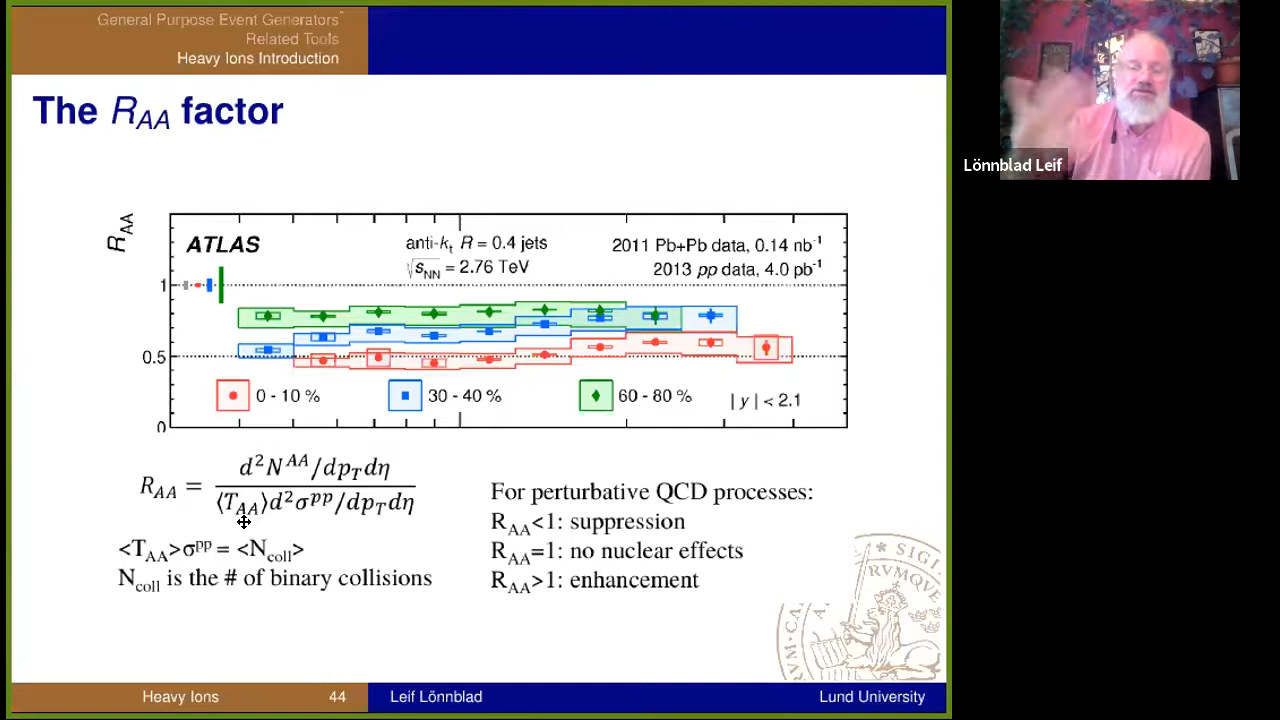 General Purpose Event Generators
Related Tools
Heavy Ions Introduction
The R_AA factor
Lönnblad Leif
R_AA
ATLAS
anti-k_t R = 0.4 jets
√s_NN = 2.76 TeV
2011 Pb+Pb data, 0.14 nb⁻¹
2013 pp data, 4.0 pb⁻¹
1
0.5
0
0 - 10 %
30 - 40 %
60 - 80 %
| y | < 2.1
R_AA = d²N^AA/dp_T dη / ⟨T_AA⟩d²σ^pp/dp_T dη
<T_AA>σ^pp = <N_coll>
N_coll is the # of binary collisions
For perturbative QCD processes:
R_AA<1: suppression
R_AA=1: no nuclear effects
R_AA>1: enhancement
SIGI
RVMQVE
Heavy Ions
44
Leif Lönnblad
Lund University